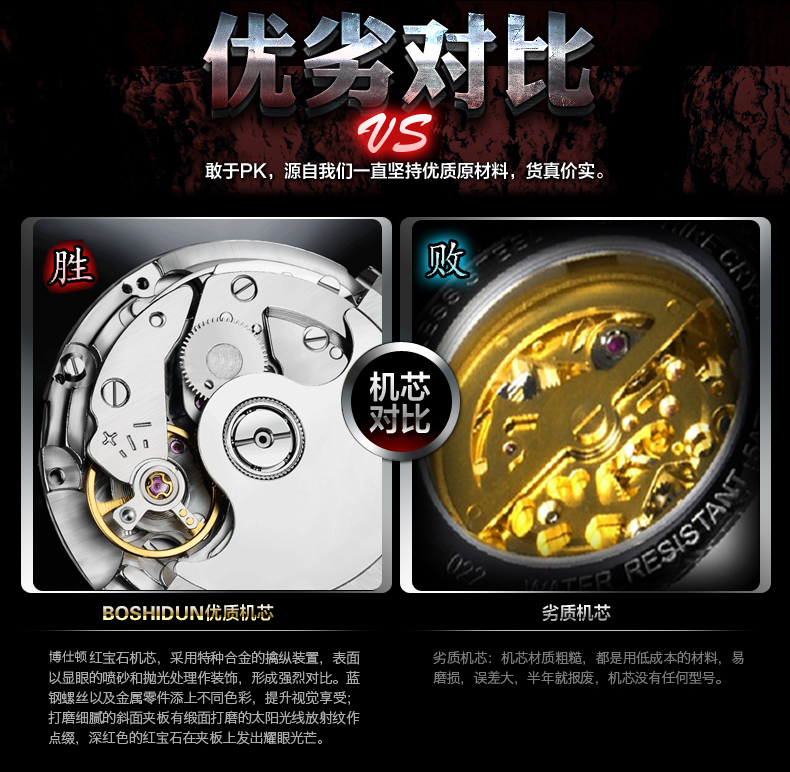 优劣对比
VS
敢于PK，源自我们一直坚持优质原材料，货真价实。
胜
败
WATER RESISTANT
022
机芯
对比
BOSHIDUN优质机芯
博仕顿红宝石机芯，采用特种合金的擒纵装置，表面
以显眼的喷砂和抛光处理作装饰，形成强烈对比。蓝
钢螺丝以及金属零件添上不同色彩，提升视觉享受；
打磨细腻的斜面夹板有缎面打磨的太阳光线放射纹作
点缀，深红色的红宝石在夹板上发出耀眼光芒。
劣质机芯
劣质机芯：机芯材质粗糙，都是用低成本的材料，易
磨损，误差大，半年就报废，机芯没有任何型号。